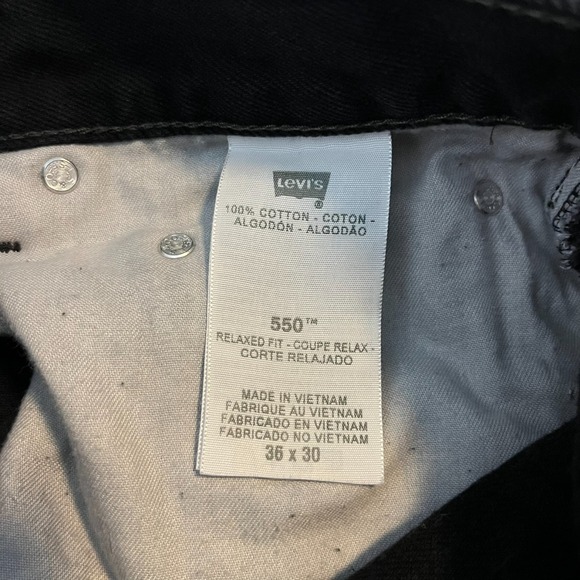 LEVI'S
®
100% COTTON - COTON -
ALGODÓN - ALGODÃO
550™
RELAXED FIT - COUPE RELAX -
CORTE RELAJADO
MADE IN VIETNAM
FABRIQUE AU VIETNAM
FABRICADO EN VIETNAM
FABRICADO NO VIETNAM
36 x 30